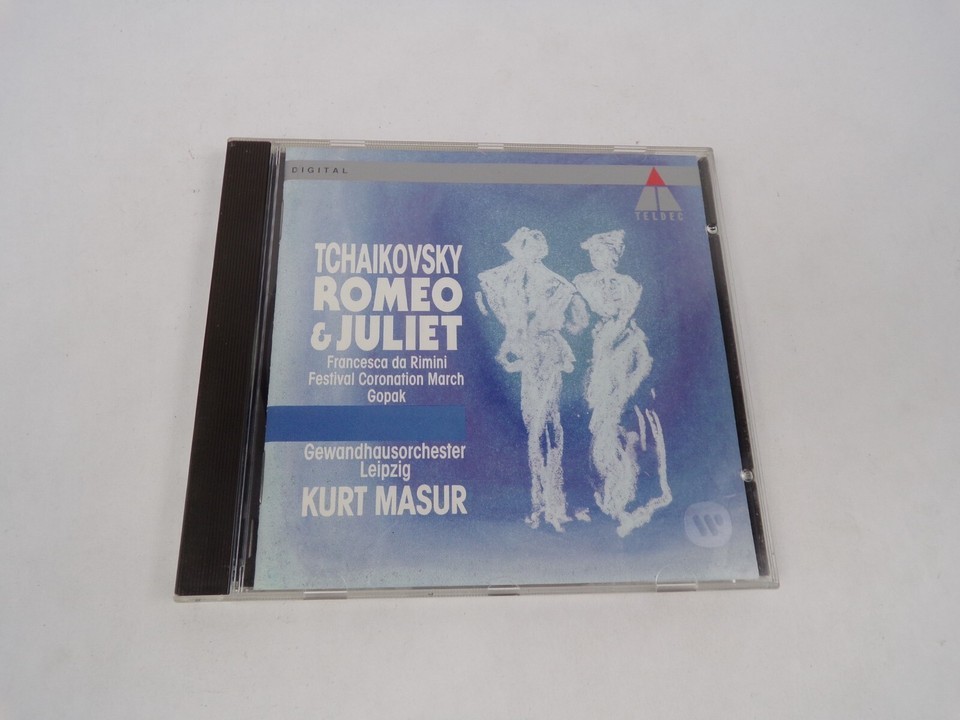 DIGITAL
TELDEC
TCHAIKOVSKY
ROMEO
& JULIET
Francesca da Rimini
Festival Coronation March
Gopak
Gewandhausorchester
Leipzig
KURT MASUR